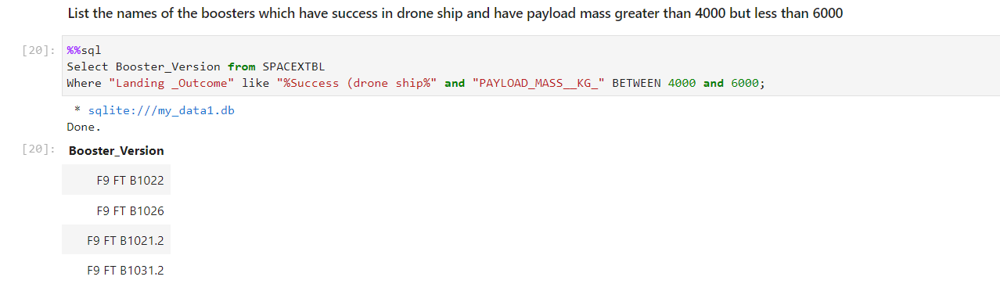 List the names of the boosters which have success in drone ship and have payload mass greater than 4000 but less than 6000
[20]: %%sql
Select Booster_Version from SPACEXTBL
Where "Landing _Outcome" like "%Success (drone ship%" and "PAYLOAD_MASS__KG_" BETWEEN 4000 and 6000;
* sqlite:///my_data1.db
Done.
[20]: Booster_Version
F9 FT B1022
F9 FT B1026
F9 FT B1021.2
F9 FT B1031.2